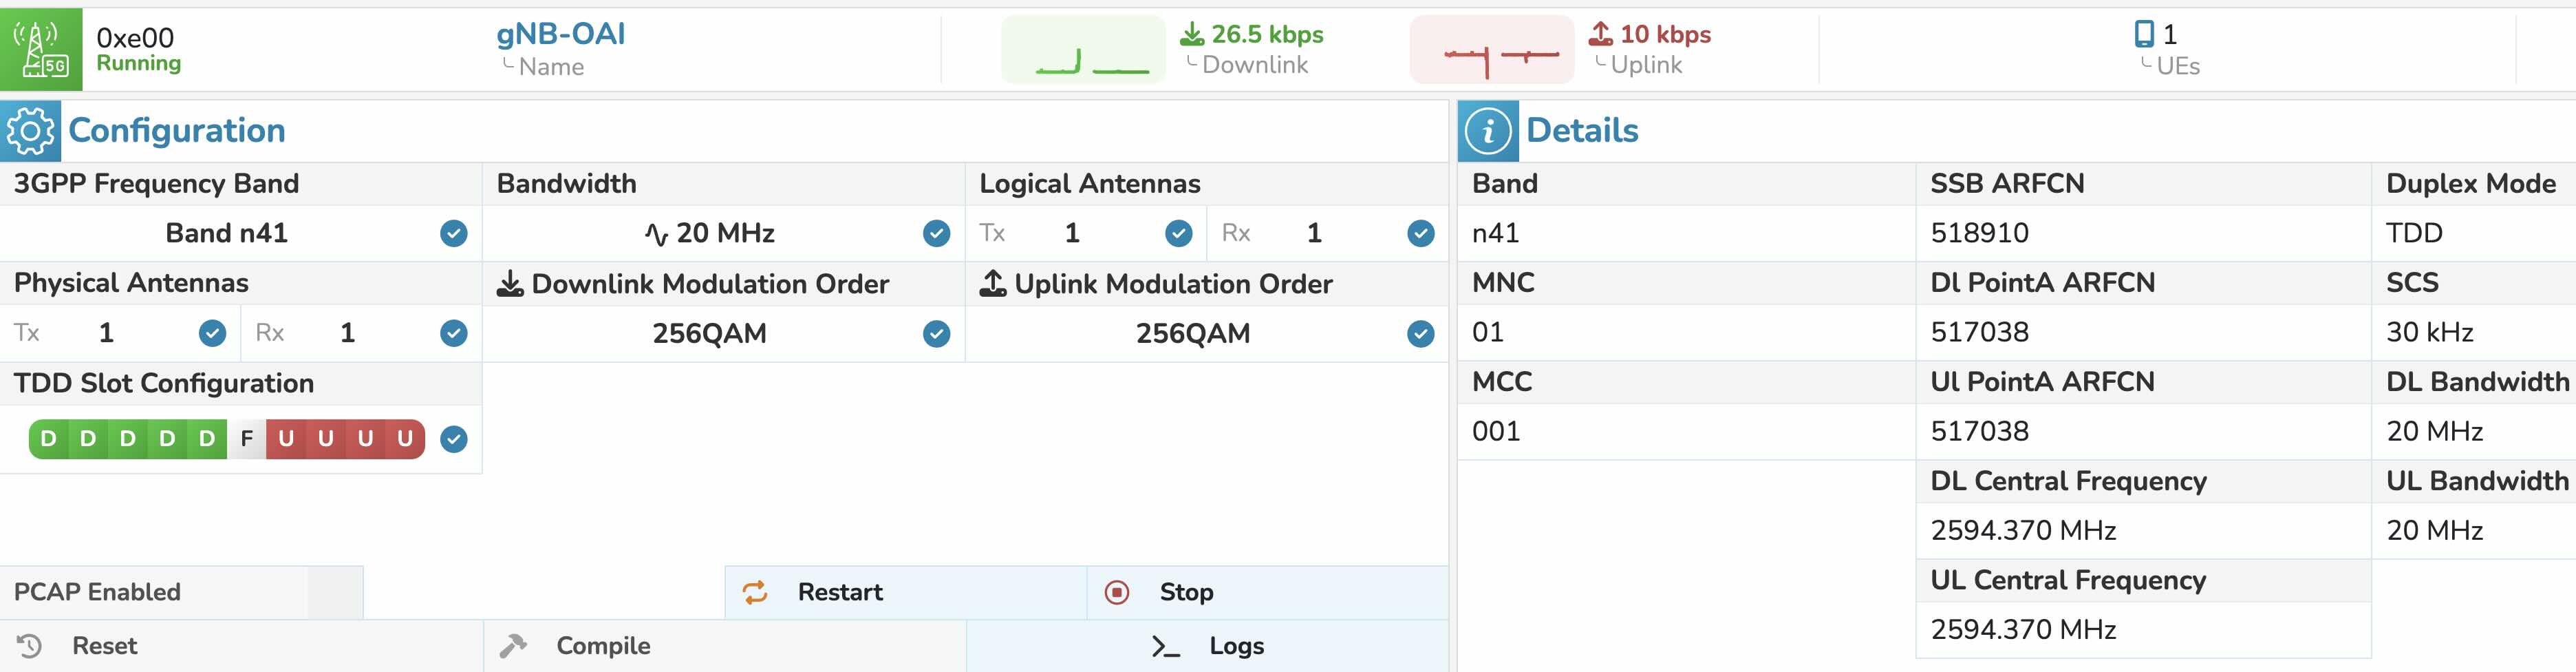 5G
0xe00
Running
gNB-OAI
Name
26.5 kbps
Downlink
10 kbps
Uplink
1
UEs
Configuration
3GPP Frequency Band
Bandwidth
Logical Antennas
Band n41
20 MHz
Tx 1
Rx 1
Physical Antennas
Downlink Modulation Order
Uplink Modulation Order
Tx 1
Rx 1
256QAM
256QAM
TDD Slot Configuration
D D D D D F U U U U
PCAP Enabled
Restart
Stop
Reset
Compile
Logs
Details
Band
SSB ARFCN
Duplex Mode
n41
518910
TDD
MNC
Dl PointA ARFCN
SCS
01
517038
30 kHz
MCC
Ul PointA ARFCN
DL Bandwidth
001
517038
20 MHz
DL Central Frequency
UL Bandwidth
2594.370 MHz
20 MHz
UL Central Frequency
2594.370 MHz